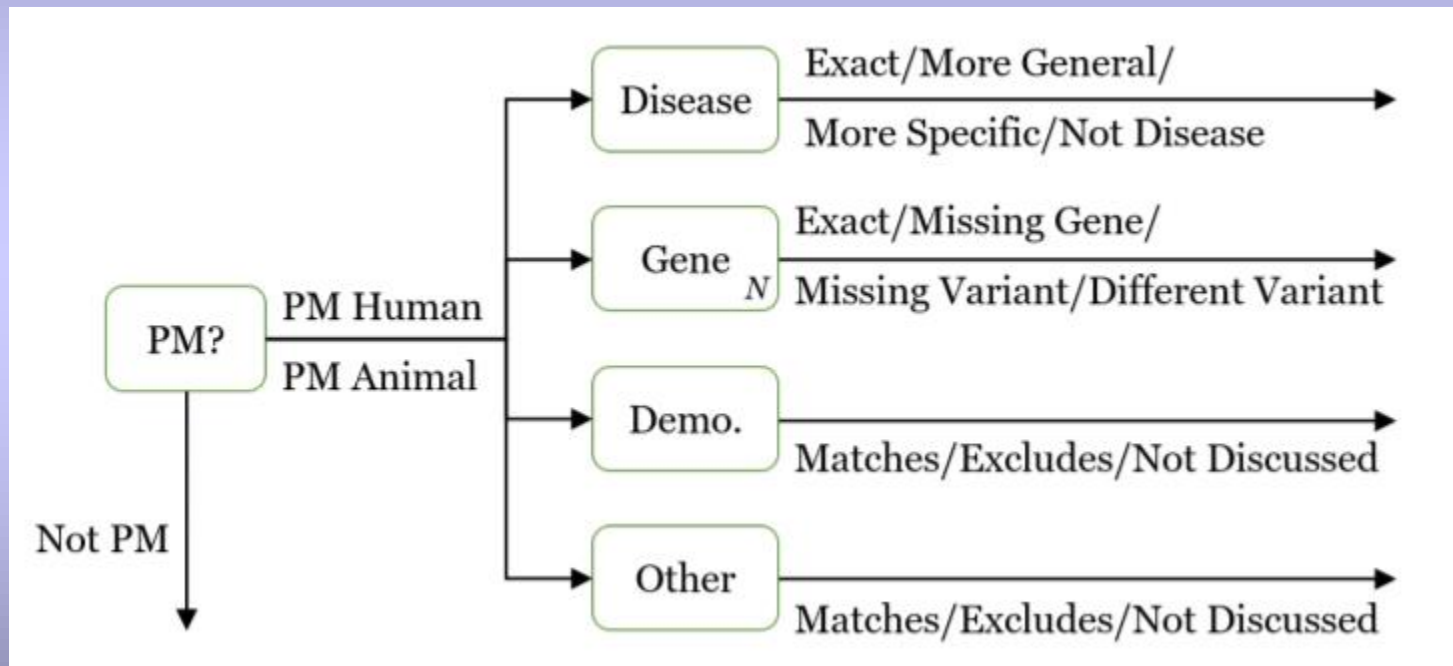 Disease
Exact/More General/
More Specific/Not Disease
Gene
N
Exact/Missing Gene/
Missing Variant/Different Variant
PM?
PM Human
PM Animal
Demo.
Matches/Excludes/Not Discussed
Not PM
Other
Matches/Excludes/Not Discussed